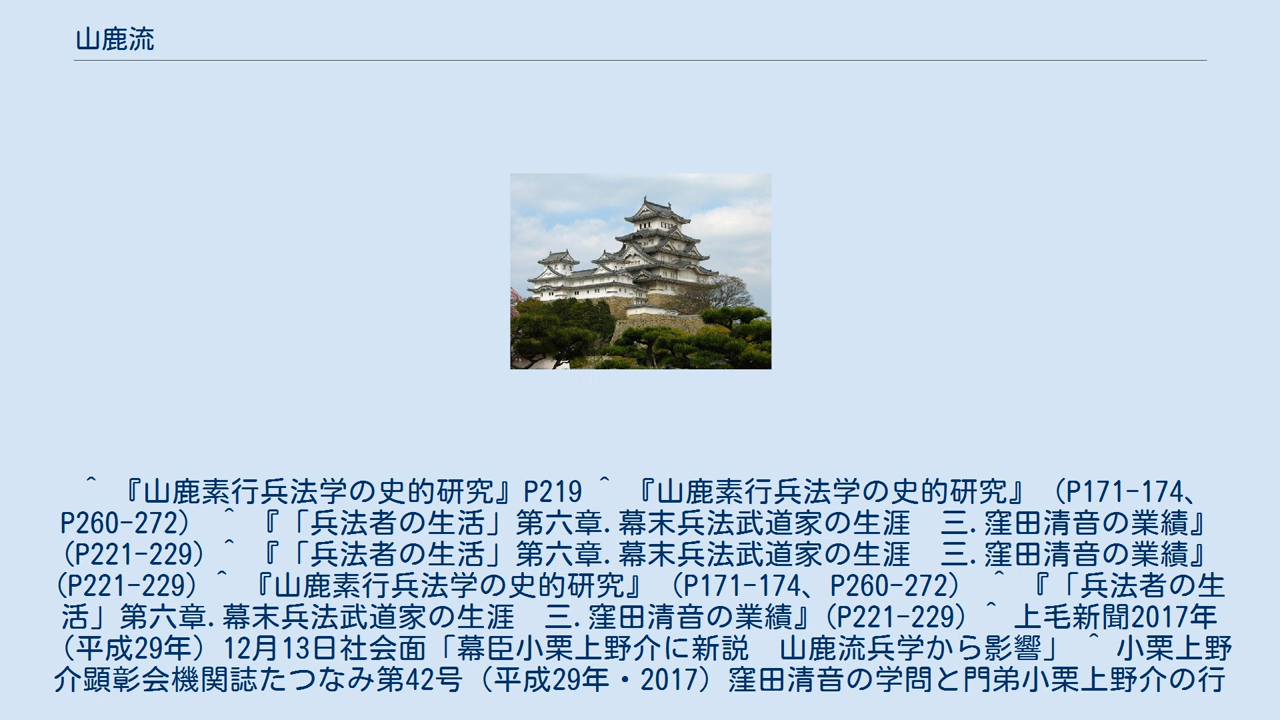 山鹿流
^ 『山鹿素行兵法学の史的研究』P219 ^ 『山鹿素行兵法学の史的研究』（P171-174、
P260-272） ^ 『「兵法者の生活」第六章.幕末兵法武道家の生涯　三.窪田清音の業績』
（P221-229）^ 『「兵法者の生活」第六章.幕末兵法武道家の生涯　三.窪田清音の業績』
（P221-229）^ 『山鹿素行兵法学の史的研究』（P171-174、P260-272） ^ 『「兵法者の生
活」第六章.幕末兵法武道家の生涯　三.窪田清音の業績』（P221-229）^ 上毛新聞2017年
（平成29年）12月13日社会面「幕臣小栗上野介に新説　山鹿流兵学から影響」 ^ 小栗上野
介顕彰会機関誌たつなみ第42号（平成29年・2017）窪田清音の学問と門弟小栗上野介の行